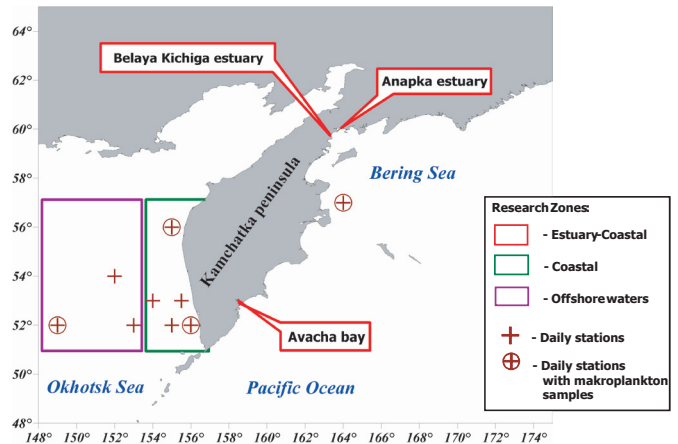 64°
62°
60°
58°
56°
54°
52°
50°
48°
148°
150°
152°
154°
156°
158°
160°
162°
164°
166°
168°
170°
172°
174°
Belaya Kichiga estuary
Anapka estuary
Bering Sea
Kamchatka peninsula
Avacha bay
Okhotsk Sea
Pacific Ocean
Research Zones:
- Estuary-Coastal
- Coastal
- Offshore waters
- Daily stations
- Daily stations
with makroplankton
samples